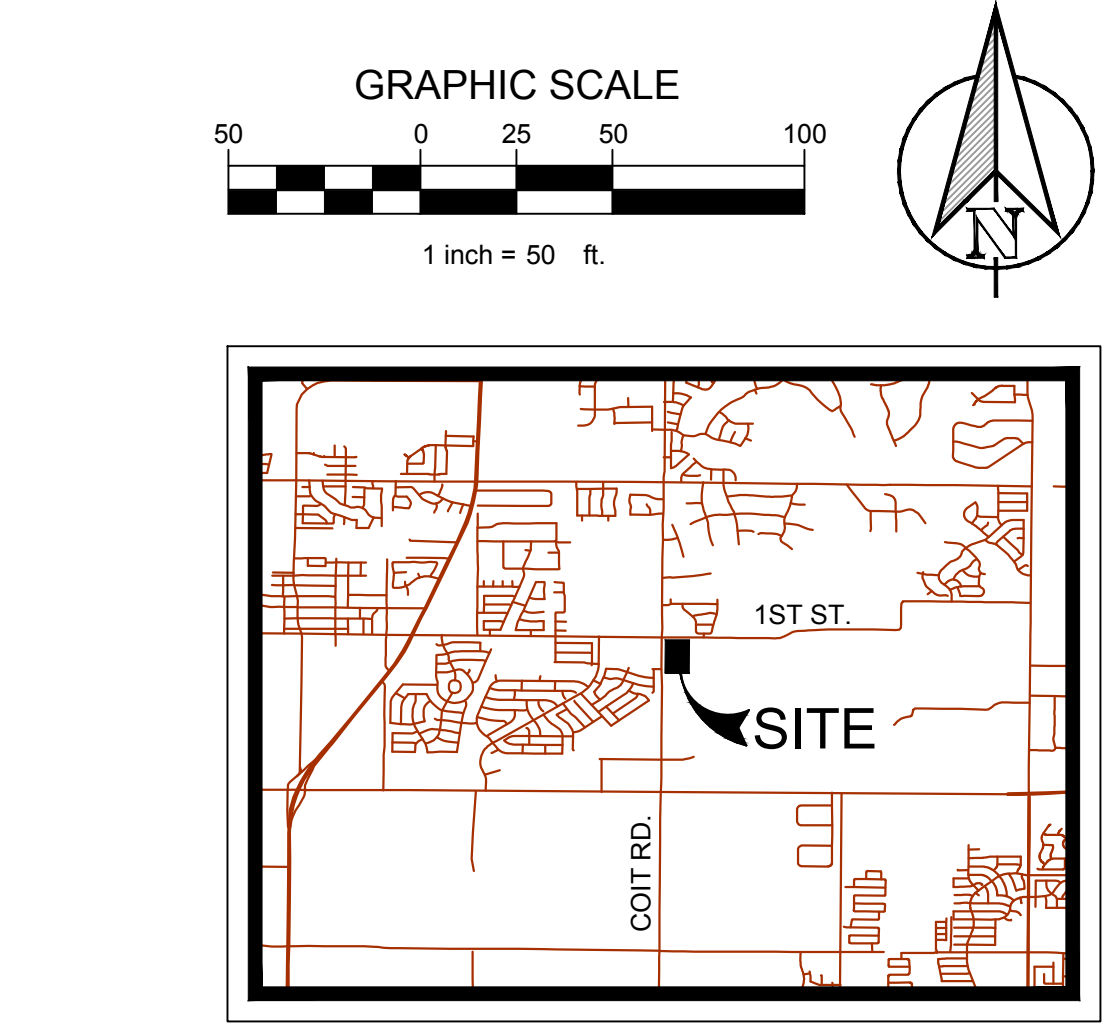 GRAPHIC SCALE
50 0 25 50 100
1 inch = 50 ft.
N
1ST ST.
SITE
COIT RD.